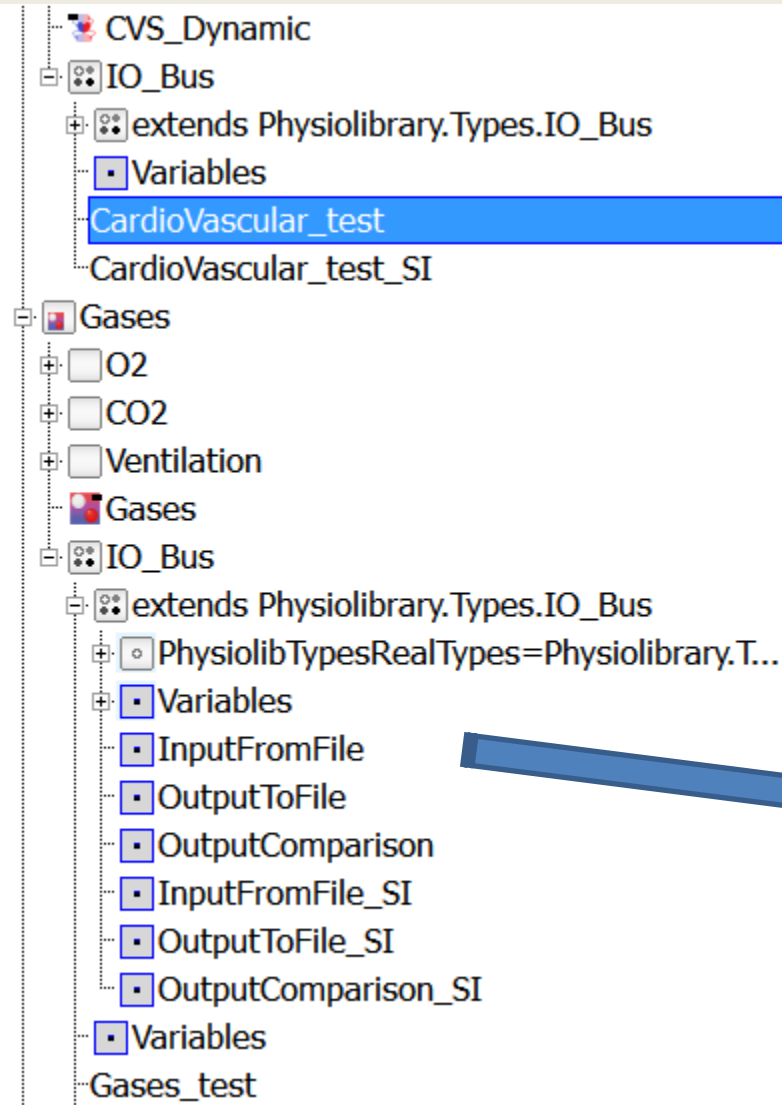 CVS_Dynamic
IO_Bus
extends Physiolibrary.Types.IO_Bus
Variables
CardioVascular_test
CardioVascular_test_SI
Gases
O2
CO2
Ventilation
Gases
IO_Bus
extends Physiolibrary.Types.IO_Bus
PhysiolibTypesRealTypes=Physiolibrary.T...
Variables
InputFromFile
OutputToFile
OutputComparison
InputFromFile_SI
OutputToFile_SI
OutputComparison_SI
Variables
Gases_test